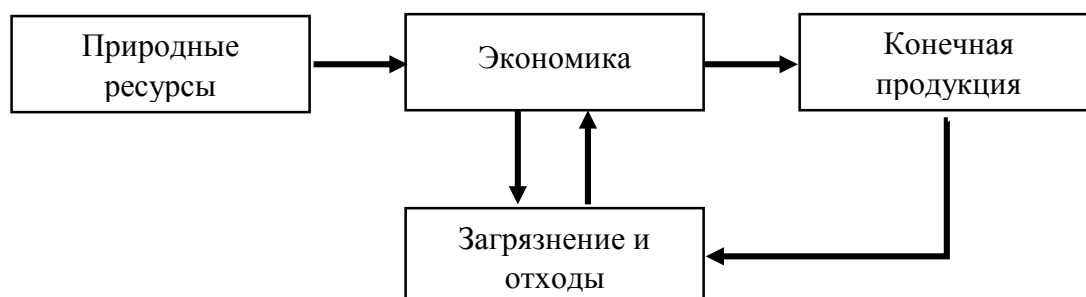 Природные
ресурсы
Экономика
Конечная
продукция
Загрязнение и
отходы